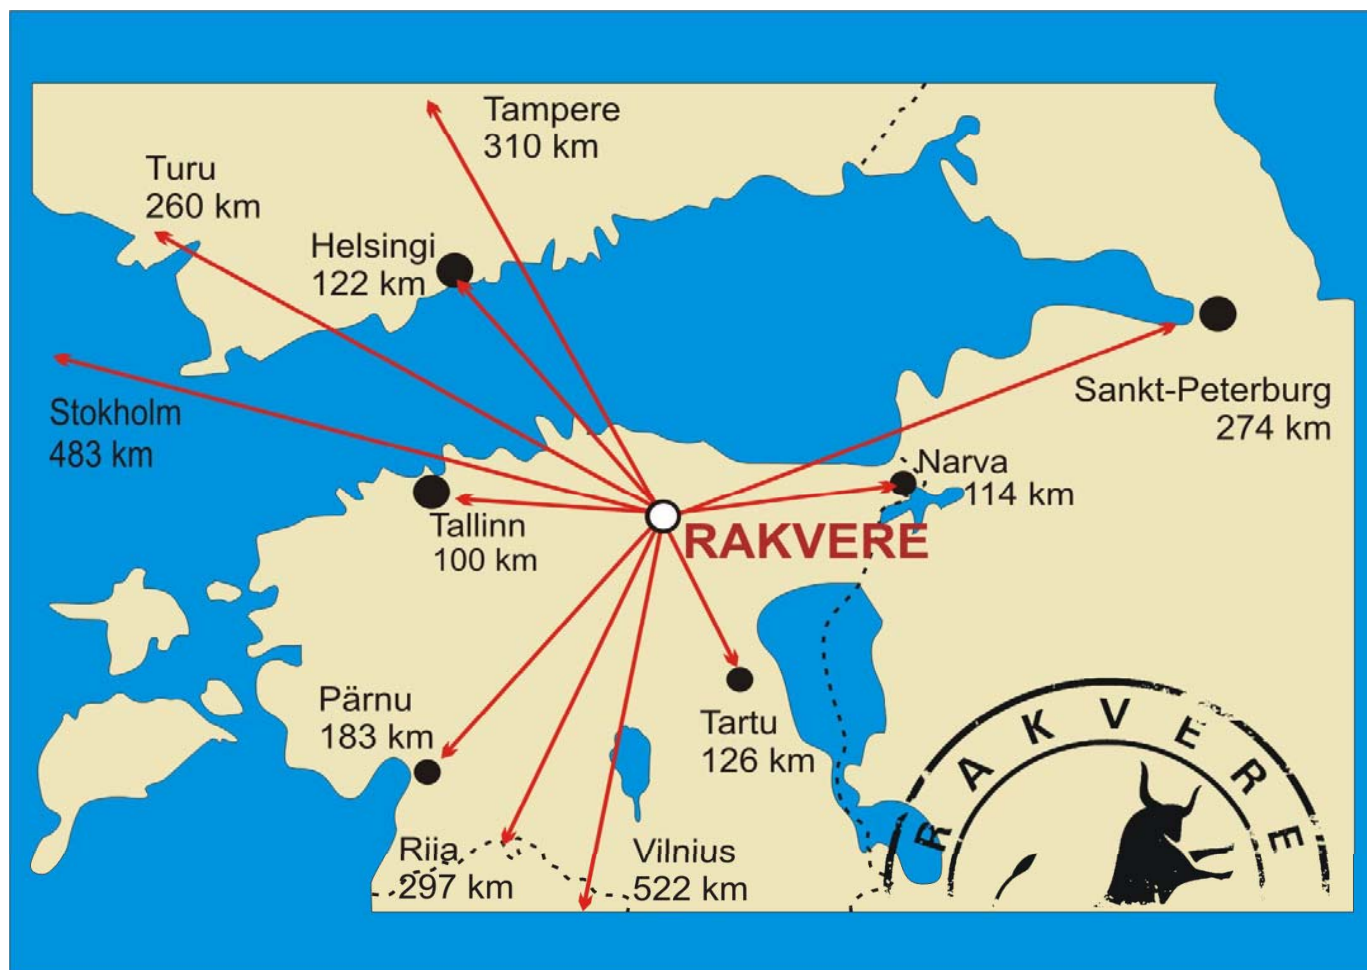 Tampere
310 km
Turu
260 km
Helsingi
122 km
Sankt-Peterburg
274 km
Stokholm
483 km
Narva
114 km
Tallinn
100 km
RAKVERE
Pärnu
183 km
Tartu
126 km
Riia
297 km
Vilnius
522 km
RAKVERE